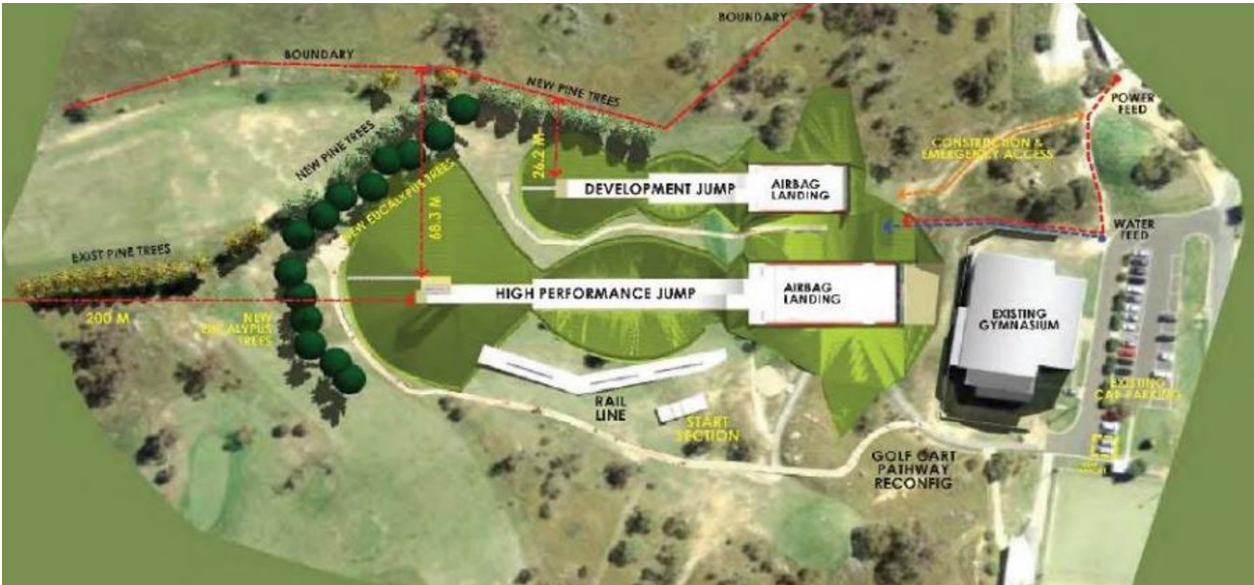 BOUNDARY
BOUNDARY
NEW PINE TREES
POWER
FEED
NEW PINE TREES
CONSTRUCTION &
EMERGENCY ACCESS
26.2 M
DEVELOPMENT JUMP
AIRBAG
LANDING
NEW EUCALYPUS TREES
68.3 M
WATER
FEED
EXIST PINE TREES
HIGH PERFORMANCE JUMP
AIRBAG
LANDING
200 M
NEW
EUCALYPUS
TREES
EXISTING
GYMNASIUM
EXISTING
CAR PARKING
RAIL
LINE
START
SECTION
GOLF CART
PATHWAY
RECONFIG